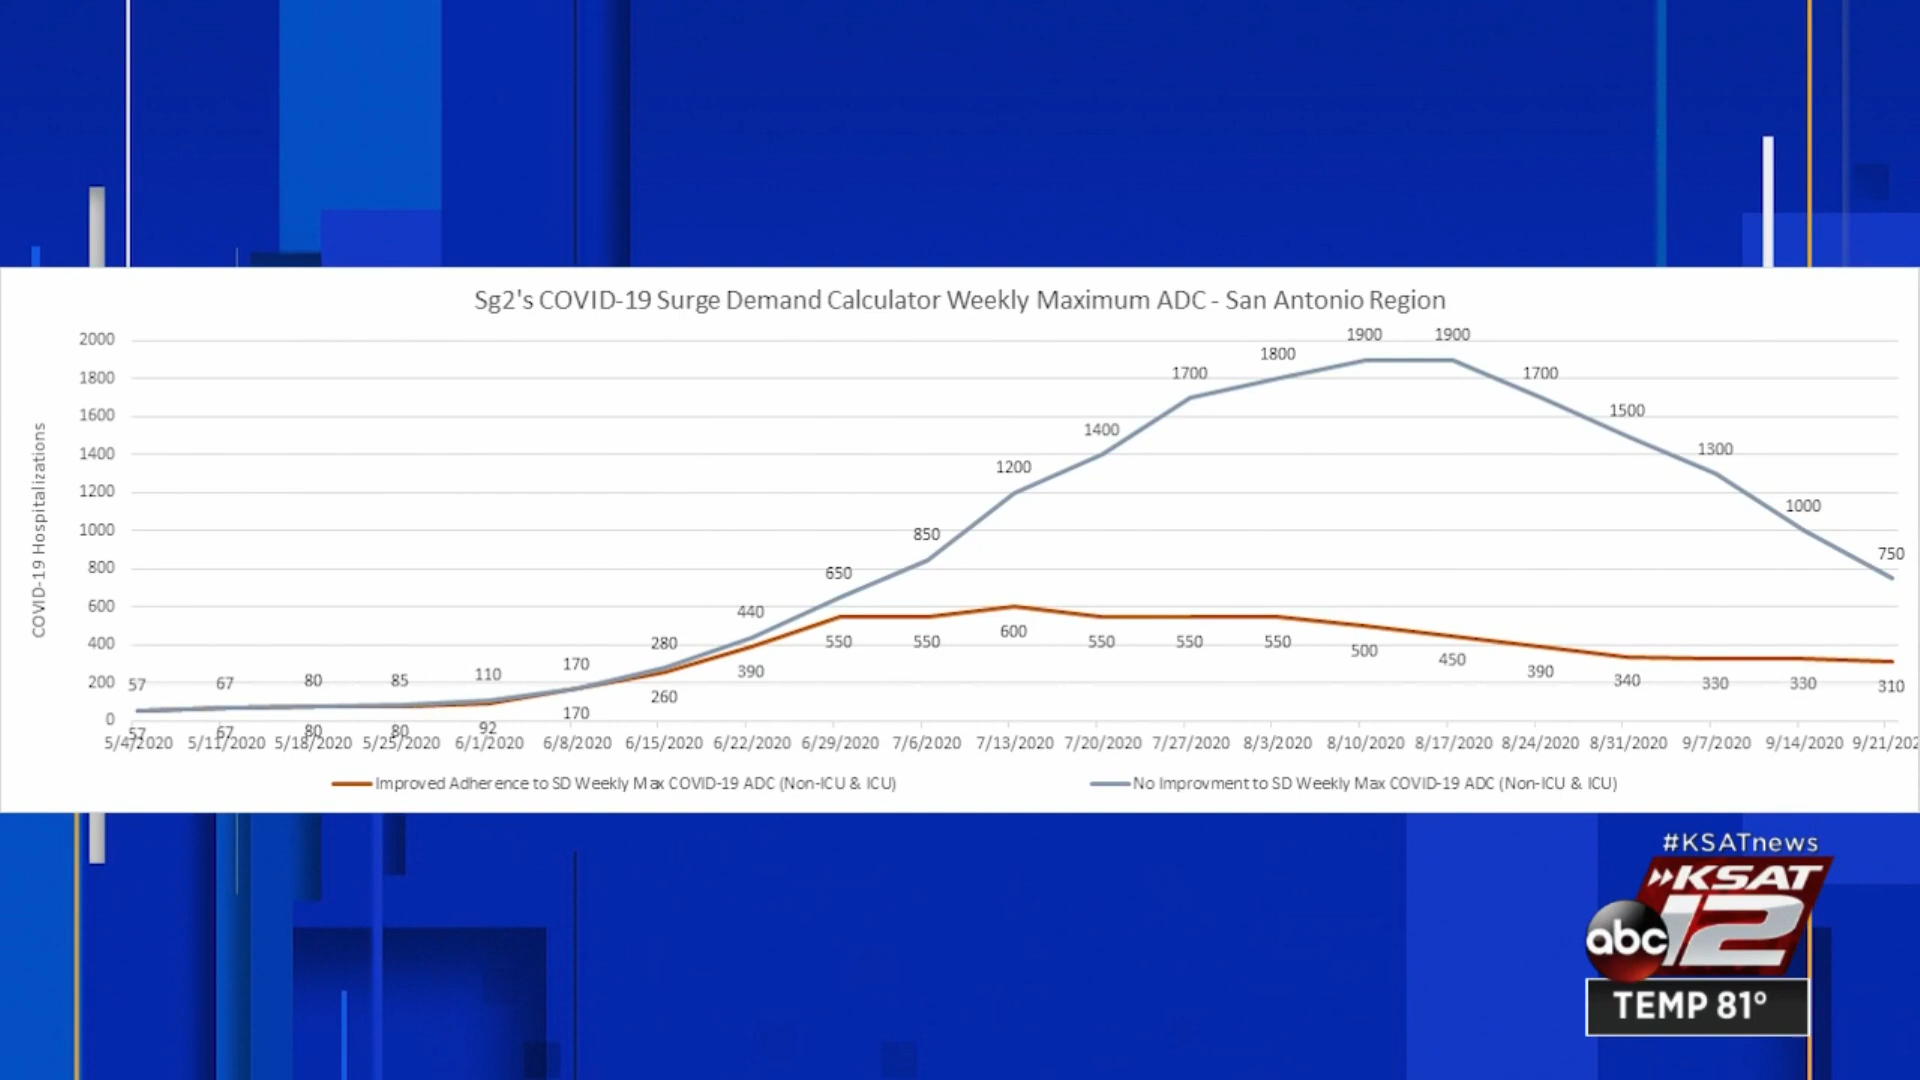 Sg2's COVID-19 Surge Demand Calculator Weekly Maximum ADC - San Antonio Region
COVID-19 Hospitalizations
2000
1800
1600
1400
1200
1000
800
600
400
200
0
57 67 80 85 110 170 280 440 650 850 1200 1400 1700 1800 1900 1900 1700 1500 1300 1000 750
57 67 80 80 92 170 260 390 550 550 600 550 550 550 500 450 390 340 330 330 310
5/4/2020 5/11/2020 5/18/2020 5/25/2020 6/1/2020 6/8/2020 6/15/2020 6/22/2020 6/29/2020 7/6/2020 7/13/2020 7/20/2020 7/27/2020 8/3/2020 8/10/2020 8/17/2020 8/24/2020 8/31/2020 9/7/2020 9/14/2020 9/21/202
Improved Adherence to SD Weekly Max COVID-19 ADC (Non-ICU & ICU) No Improvment to SD Weekly Max COVID-19 ADC (Non-ICU & ICU)
#KSATnews
KSAT
abc 12
TEMP 81°